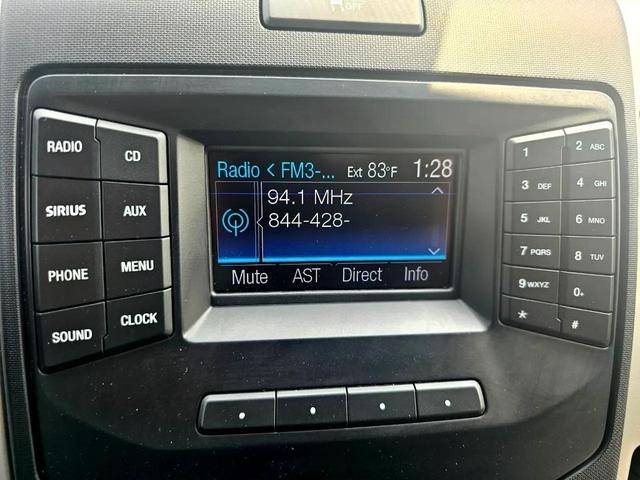 OFF
RADIO
CD
SIRIUS
AUX
PHONE
MENU
SOUND
CLOCK
Radio < FM3-... Ext 83°F 1:28
94.1 MHz
844-428-
Mute AST Direct Info
1
2 ABC
3 DEF
4 GHI
5 JKL
6 MNO
7 PQRS
8 TUV
9 WXYZ
0+
*
#